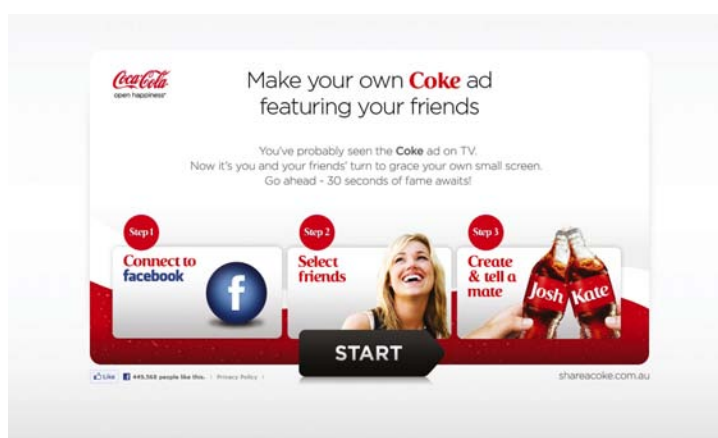 Coca-Cola
open happiness®
Make your own Coke ad
featuring your friends
You've probably seen the Coke ad on TV.
Now it's you and your friends' turn to grace your own small screen.
Go ahead - 30 seconds of fame awaits!
Step 1
Connect to
facebook
f
Step 2
Select
friends
Step 3
Create
& tell a
mate
Josh
Kate
START
Like
f
445,568 people like this.
Privacy Policy
shareacoke.com.au